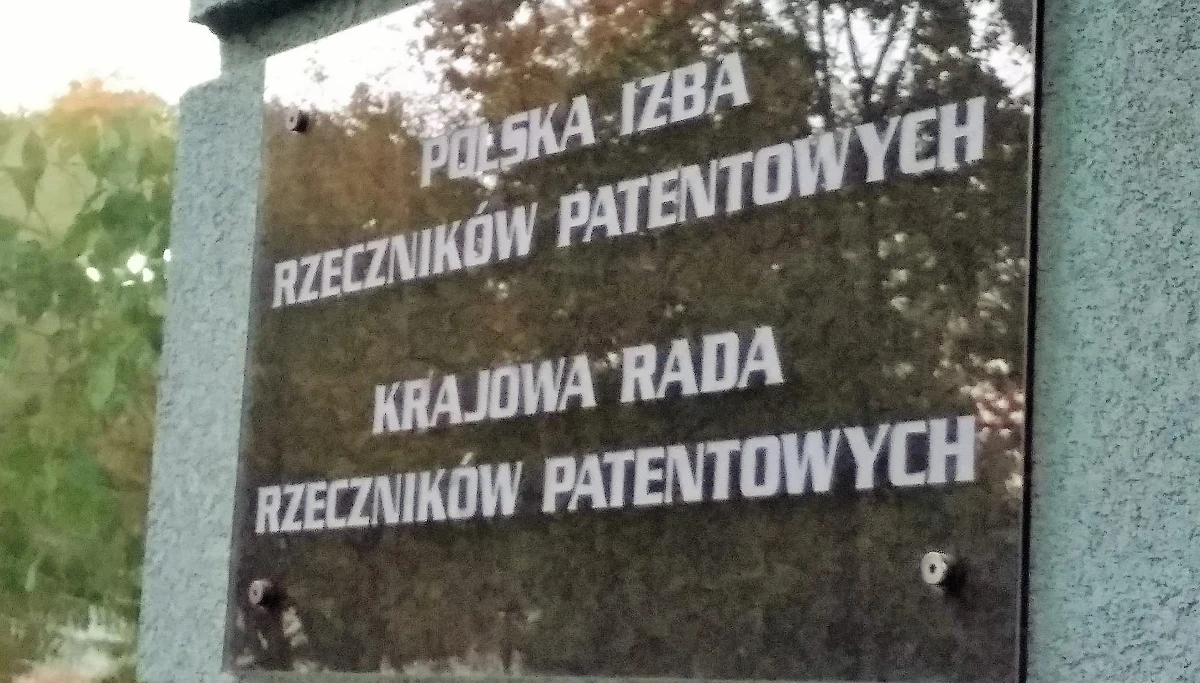 POLSKA IZBA
RZECZNIKÓW PATENTOWYCH
KRAJOWA RADA
RZECZNIKÓW PATENTOWYCH